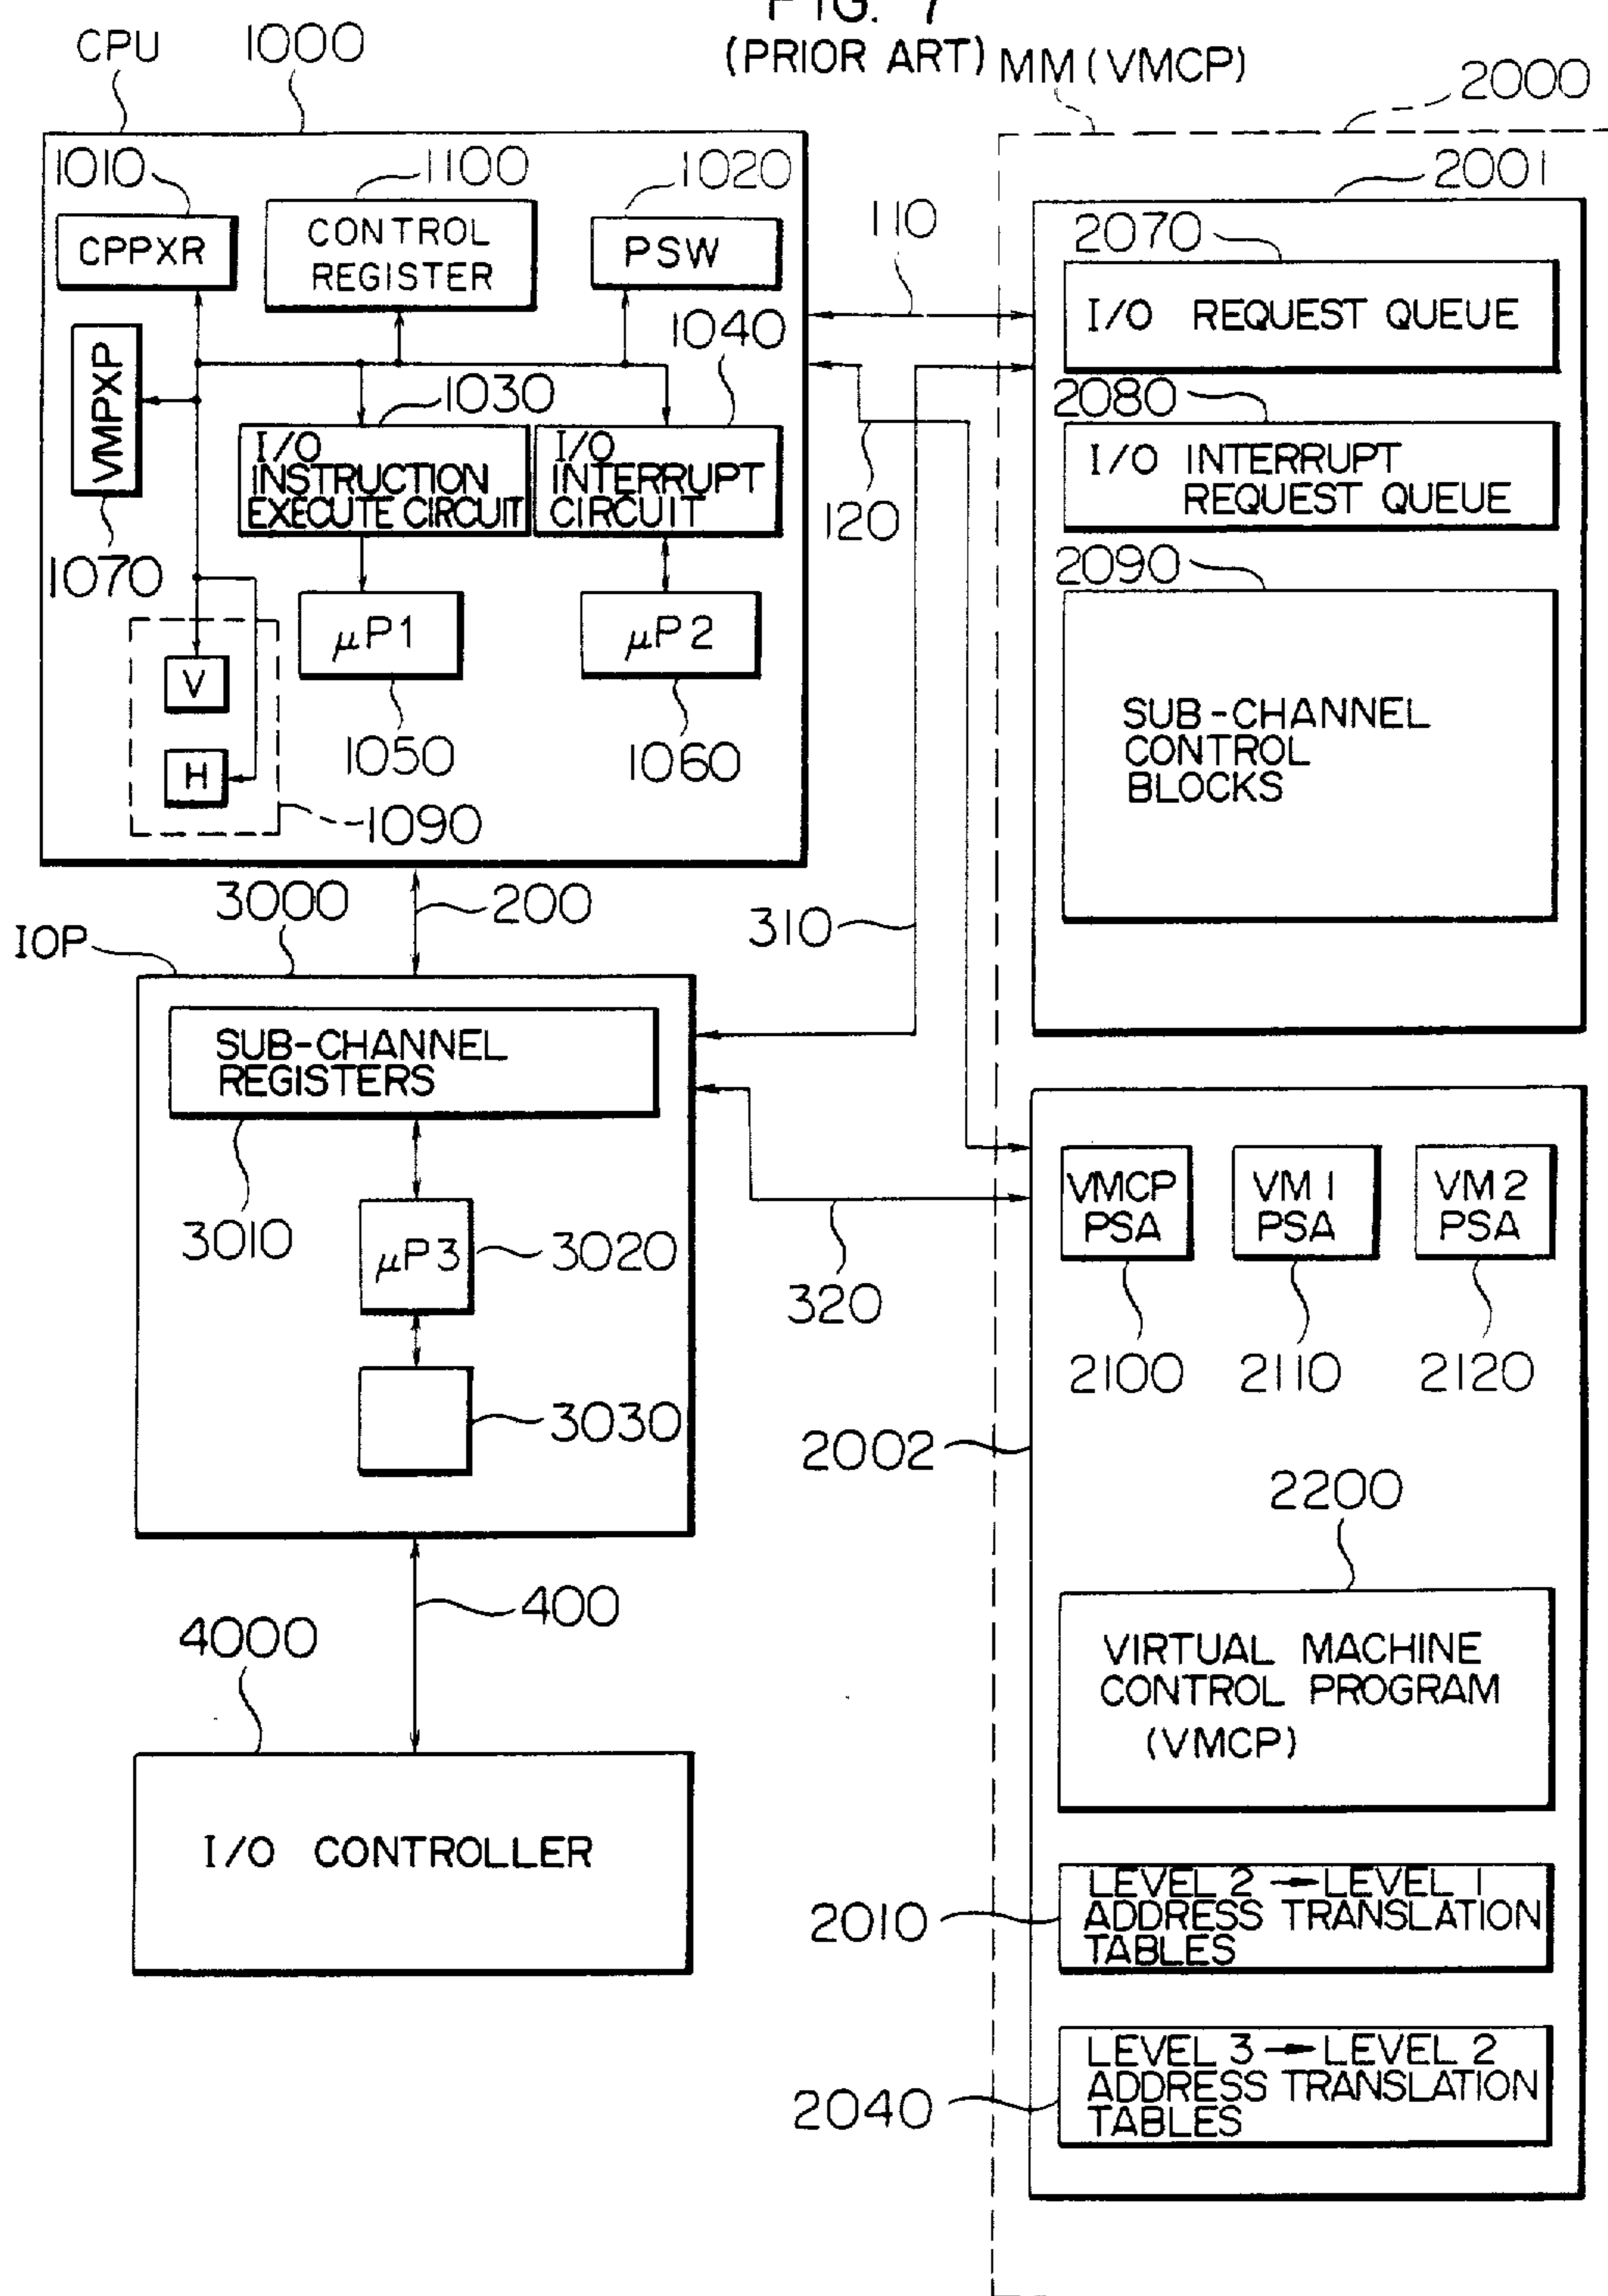 FIG. 7
(PRIOR ART)
CPU
1000
MM (VMCP)
2000
1010
CPPXR
1100
CONTROL
REGISTER
1020
PSW
VMPXP
1070
1030
I/O
INSTRUCTION
EXECUTE CIRCUIT
1040
I/O
INTERRUPT
CIRCUIT
μP1
1050
μP2
1060
V
H
1090
110
120
2001
2070
I/O REQUEST QUEUE
2080
I/O INTERRUPT
REQUEST QUEUE
2090
SUB-CHANNEL
CONTROL
BLOCKS
200
310
IOP
3000
SUB-CHANNEL
REGISTERS
3010
μP3
3020
3030
320
VMCP
PSA
2100
VM1
PSA
2110
VM2
PSA
2120
2002
2200
VIRTUAL MACHINE
CONTROL PROGRAM
(VMCP)
400
4000
I/O CONTROLLER
2010
LEVEL 2 → LEVEL 1
ADDRESS TRANSLATION
TABLES
2040
LEVEL 3 → LEVEL 2
ADDRESS TRANSLATION
TABLES